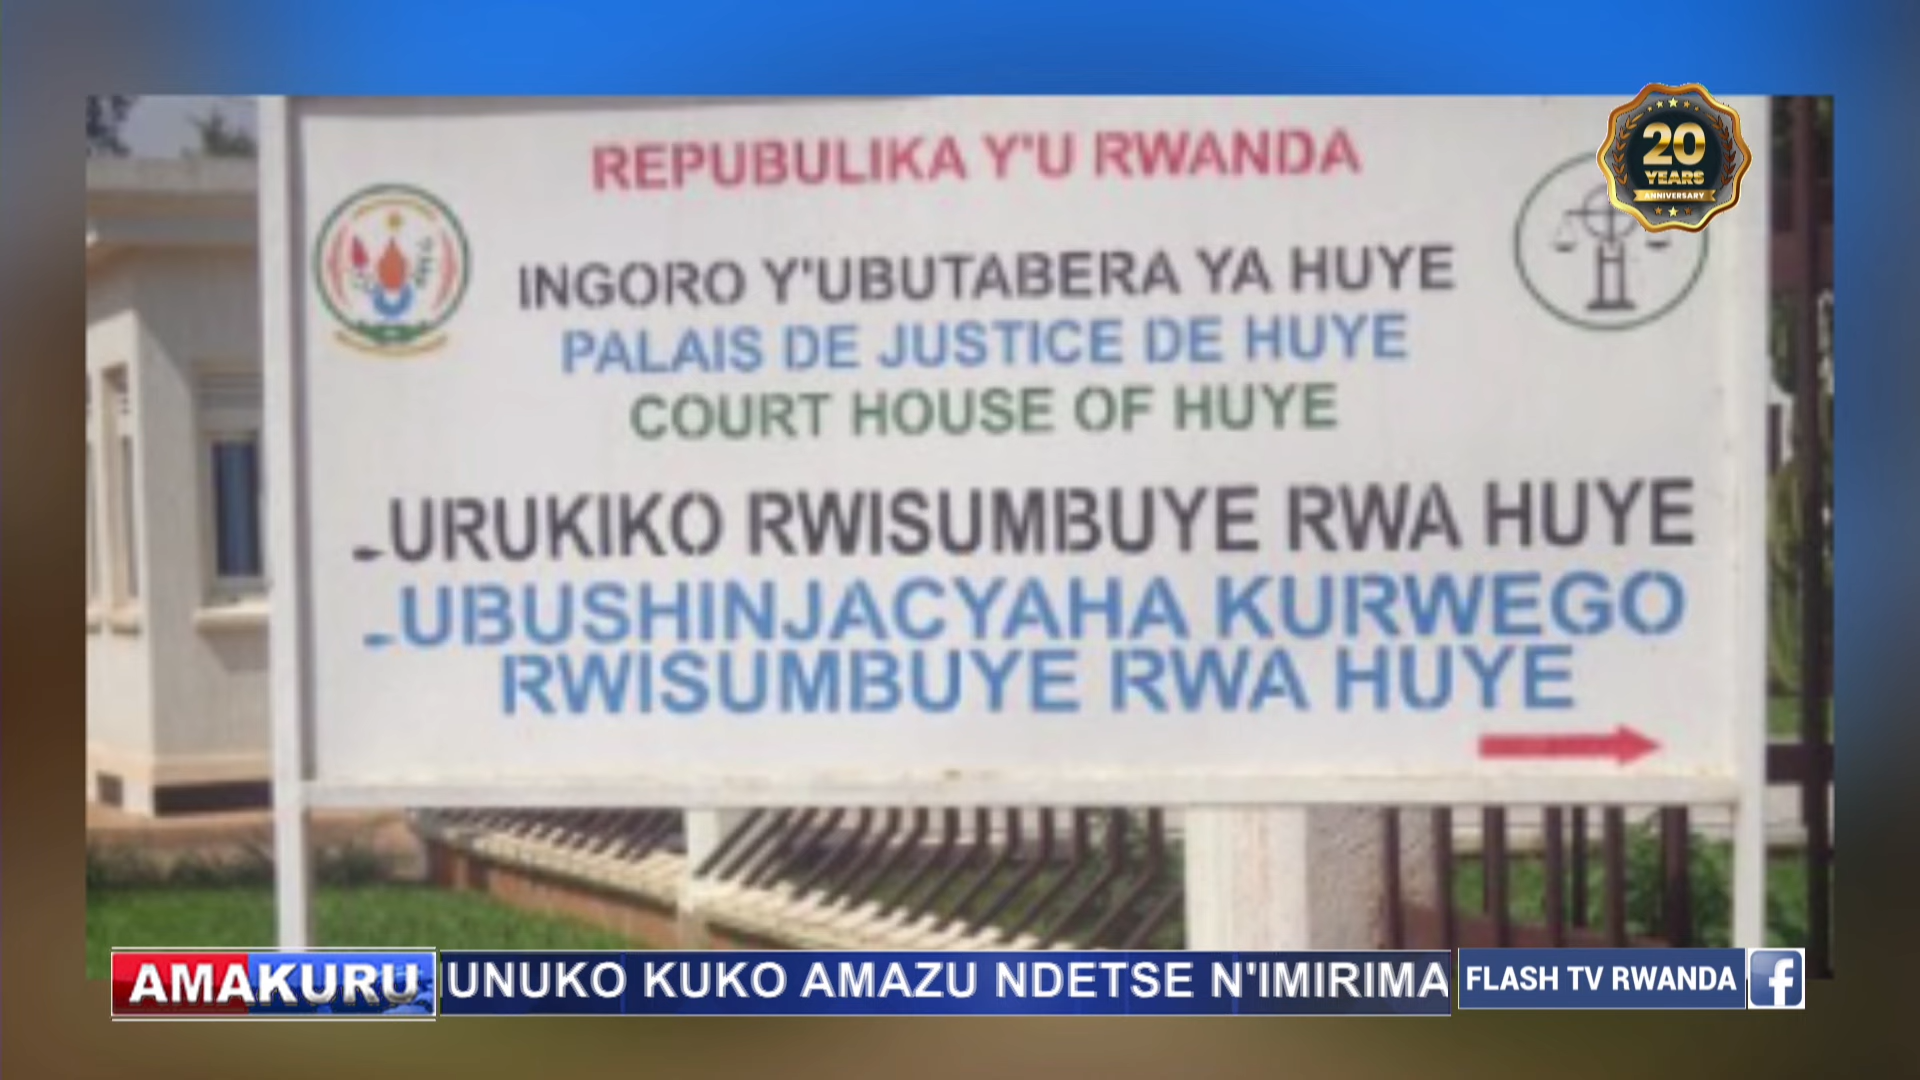 REPUBULIKA Y'U RWANDA
INGORO Y'UBUTABERA YA HUYE
PALAIS DE JUSTICE DE HUYE
COURT HOUSE OF HUYE
-URUKIKO RWISUMBUYE RWA HUYE
-UBUSHINJACYAHA KURWEGO
RWISUMBUYE RWA HUYE
20
YEARS
ANNIVERSARY
AMAKURU
UNUKO KUKO AMAZU NDETSE N'IMIRIMA
FLASH TV RWANDA
f